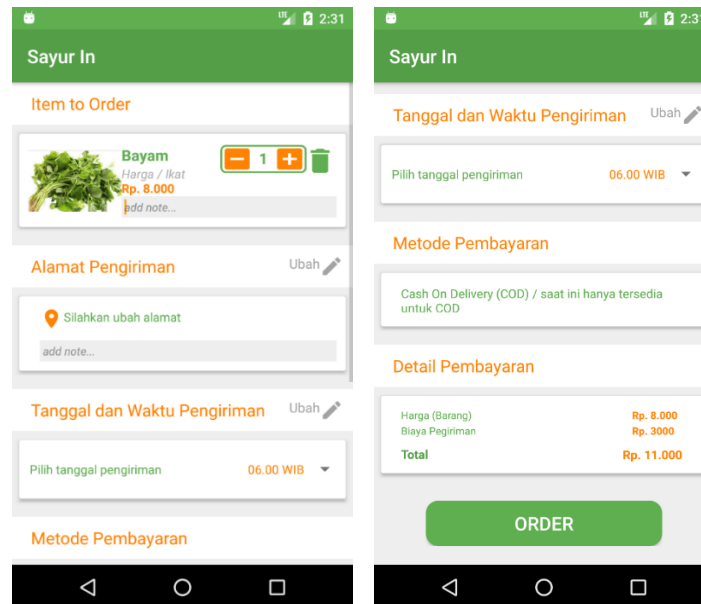 LTE 2:31
Sayur In
Item to Order
Bayam
Harga / Ikat
Rp. 8.000
1
add note...
Alamat Pengiriman
Ubah
Silahkan ubah alamat
add note...
Tanggal dan Waktu Pengiriman
Ubah
Pilih tanggal pengiriman
06.00 WIB
Metode Pembayaran
LTE 2:31
Sayur In
Tanggal dan Waktu Pengiriman
Ubah
Pilih tanggal pengiriman
06.00 WIB
Metode Pembayaran
Cash On Delivery (COD) / saat ini hanya tersedia
untuk COD
Detail Pembayaran
Harga (Barang) Rp. 8.000
Biaya Pegiriman Rp. 3000
Total Rp. 11.000
ORDER